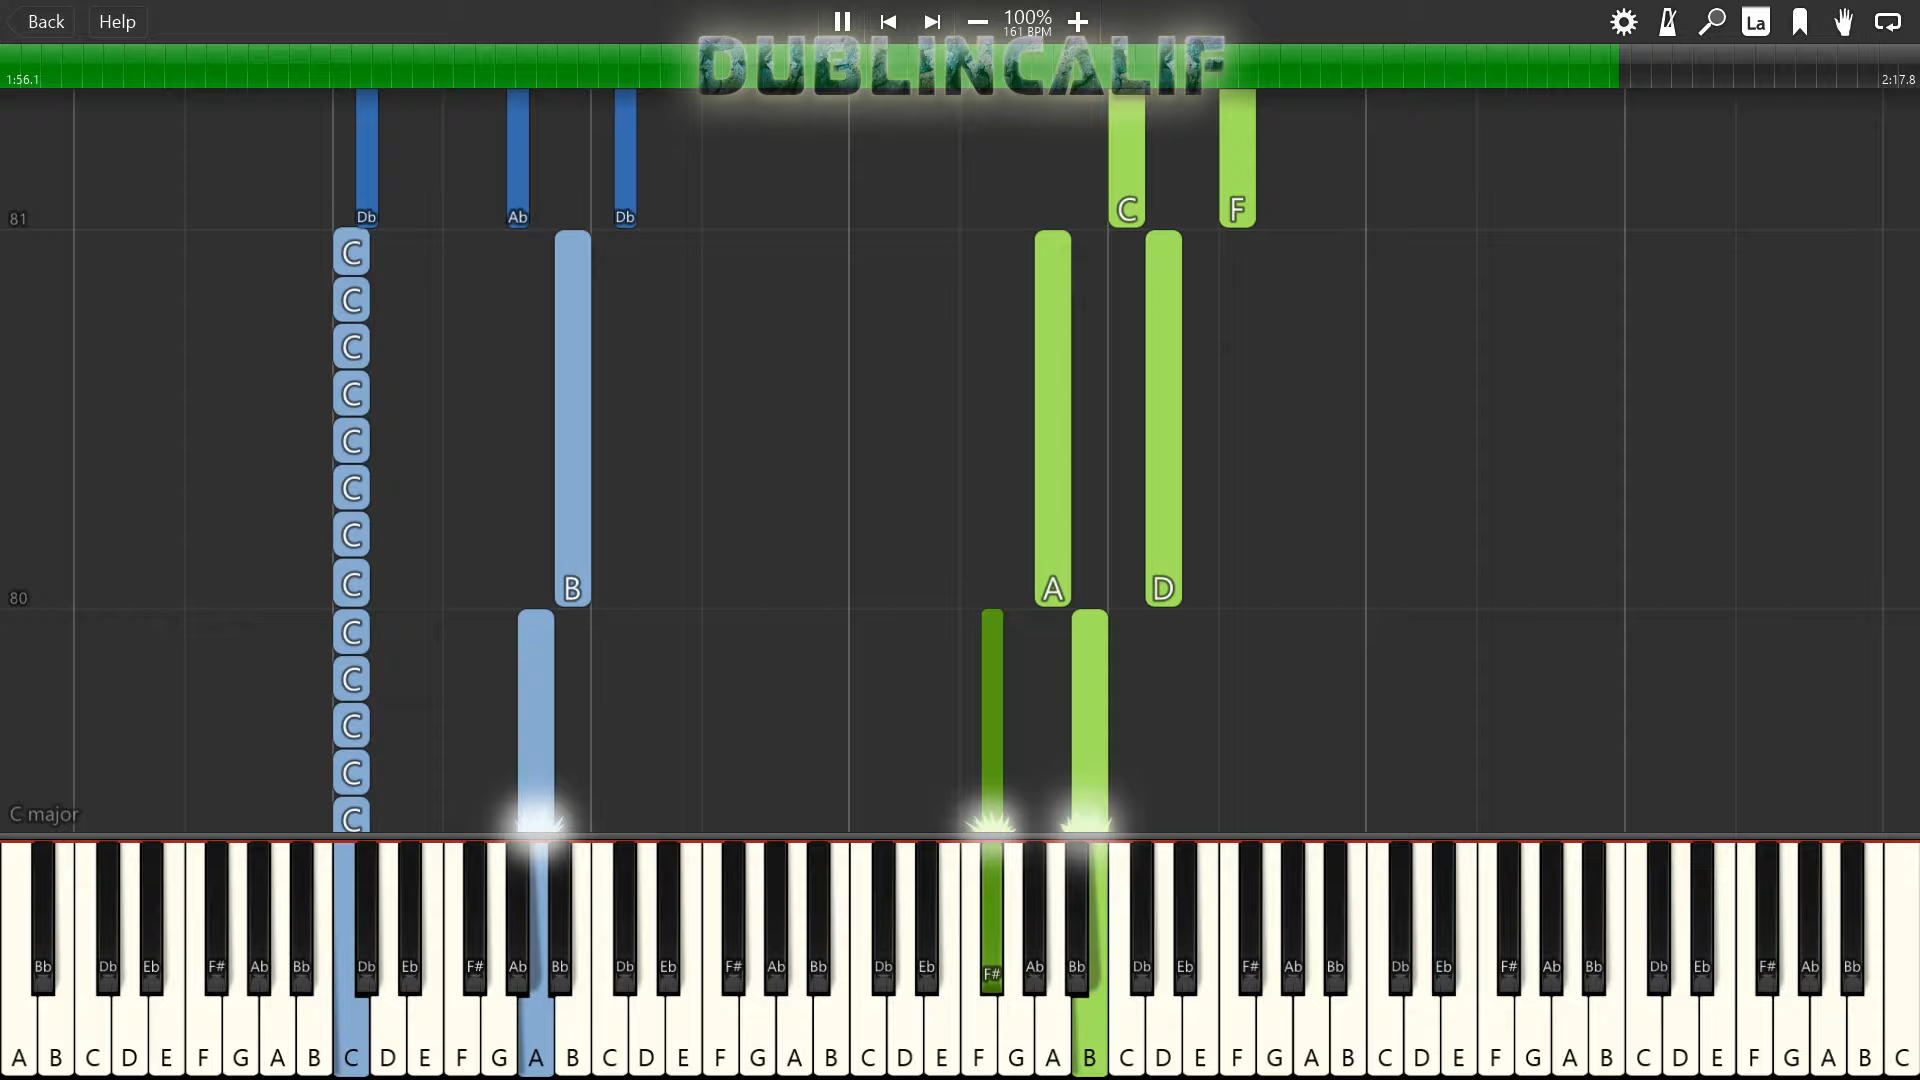 Back Help 100%
161 BPM
La
DUBLINCALIF
1:56.1 2:17.8
81 Db Ab Db C F
C
C
C
C
C
C
C
C B A D
80
C
C
C
C
C
C major
Bb Db Eb F# Ab Bb Db Eb F# Ab Bb Db Eb F# Ab Bb Db Eb F# Ab Bb Db Eb F# Ab Bb Db Eb F# Ab Bb Db Eb F# Ab Bb
A B C D E F G A B C D E F G A B C D E F G A B C D E F G A B C D E F G A B C D E F G A B C D E F G A B C